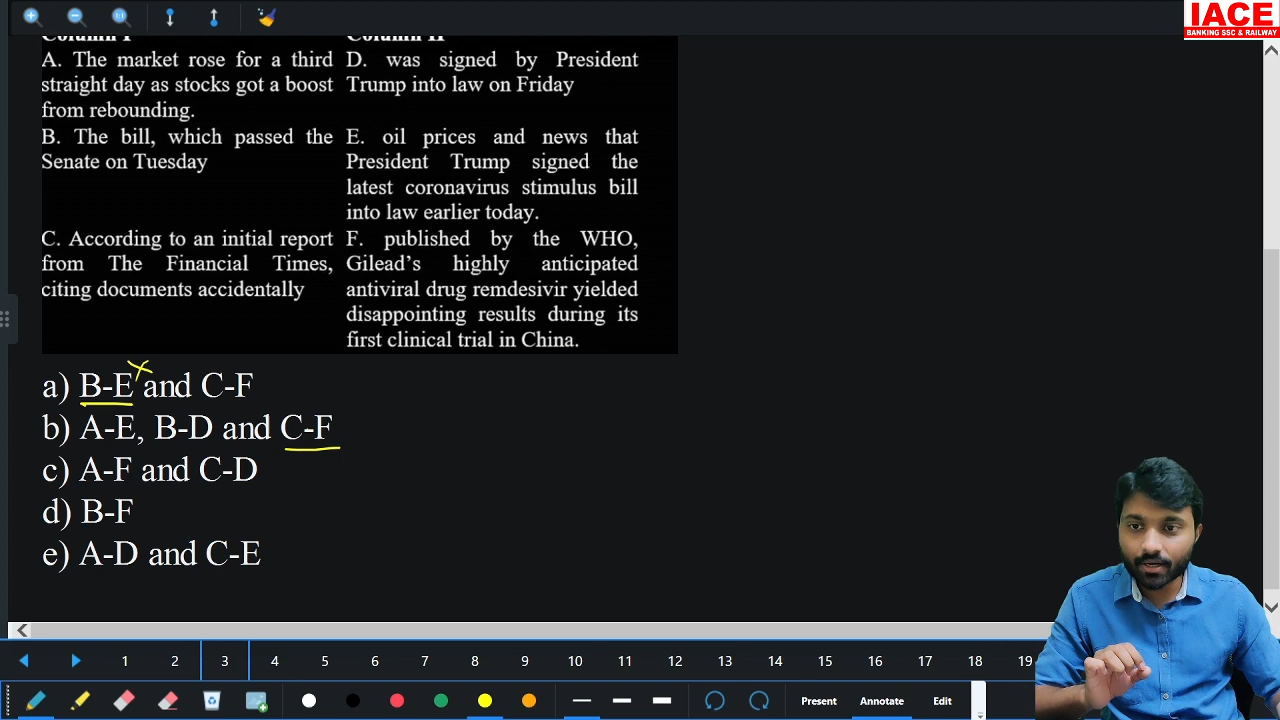 IACE
BANKING SSC & RAILWAY
Column I Column II
A. The market rose for a third
straight day as stocks got a boost
from rebounding.
D. was signed by President
Trump into law on Friday
B. The bill, which passed the
Senate on Tuesday
E. oil prices and news that
President Trump signed the
latest coronavirus stimulus bill
into law earlier today.
C. According to an initial report
from The Financial Times,
citing documents accidentally
F. published by the WHO,
Gilead’s highly anticipated
antiviral drug remdesivir yielded
disappointing results during its
first clinical trial in China.
a) B-E and C-F
b) A-E, B-D and C-F
c) A-F and C-D
d) B-F
e) A-D and C-E
1 2 3 4 5 6 7 8 9 10 11 12 13 14 15 16 17 18 19
Present Annotate Edit